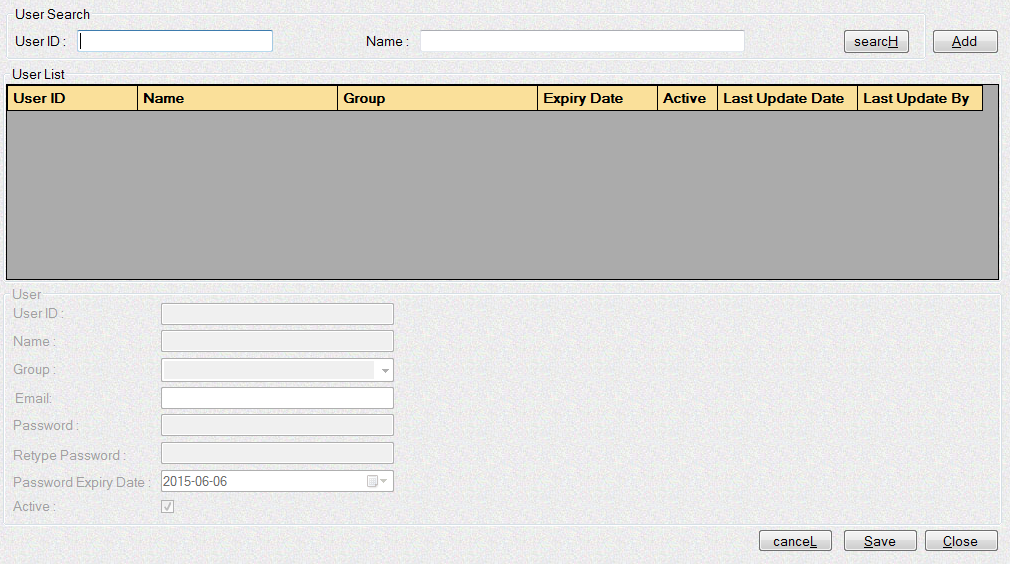 User Search
User ID : Name : searcH Add
User List
User ID Name Group Expiry Date Active Last Update Date Last Update By
User
User ID :
Name :
Group :
Email:
Password :
Retype Password :
Password Expiry Date : 2015-06-06
Active :
canceL Save Close